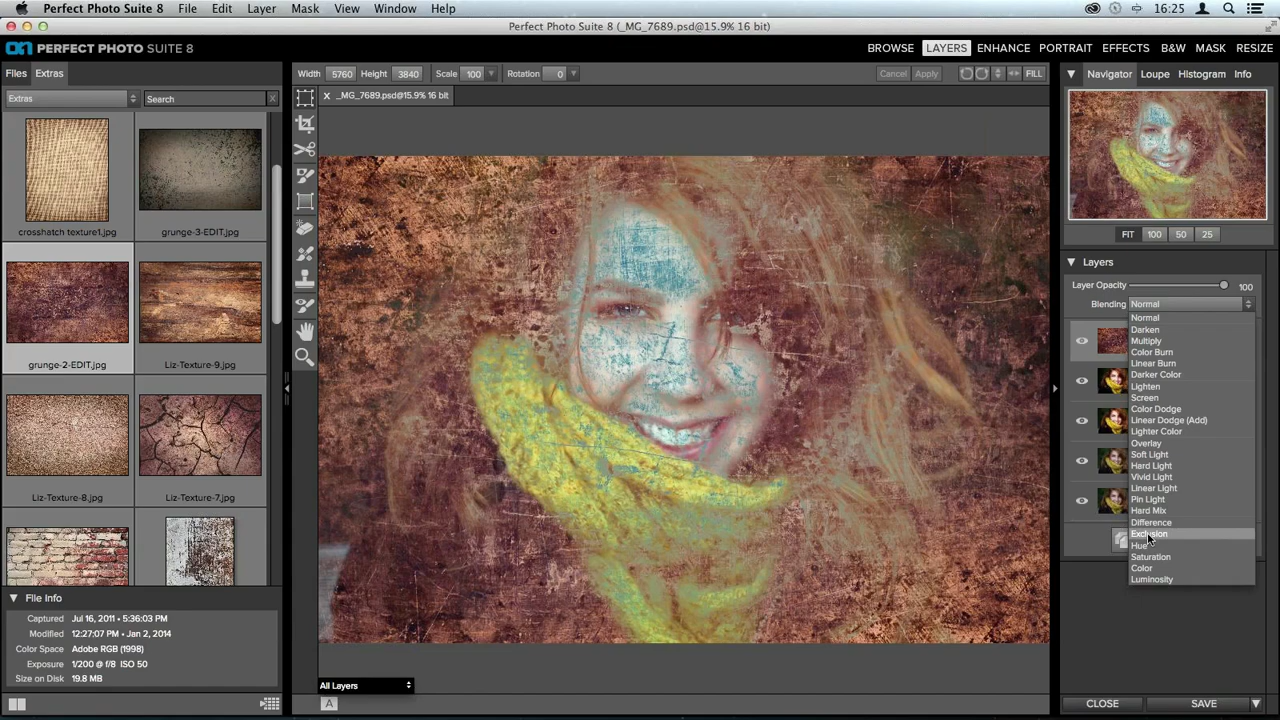 Perfect Photo Suite 8 File Edit Layer Mask View Window Help 16:25
Perfect Photo Suite 8 (_MG_7689.psd@15.9% 16 bit)
on PERFECT PHOTO SUITE 8 BROWSE LAYERS ENHANCE PORTRAIT EFFECTS B&W MASK RESIZE
Files Extras
Width 5760 Height 3840 Scale 100 Rotation 0 Cancel Apply FILL
Navigator Loupe Histogram Info
Extras Search
_MG_7689.psd@15.9% 16 bit
crosshatch texture1.jpg grunge-3-EDIT.jpg
FIT 100 50 25
grunge-2-EDIT.jpg Liz-Texture-9.jpg
Liz-Texture-8.jpg Liz-Texture-7.jpg
Layers
Layer Opacity 100
Blending Normal
Normal
Darken
Multiply
Color Burn
Linear Burn
Darker Color
Lighten
Screen
Color Dodge
Linear Dodge (Add)
Lighter Color
Overlay
Soft Light
Hard Light
Vivid Light
Linear Light
Pin Light
Hard Mix
Difference
Exclusion
Hue
Saturation
Color
Luminosity
File Info
Captured Jul 16, 2011 • 5:36:03 PM
Modified 12:27:07 PM • Jan 2, 2014
Color Space Adobe RGB (1998)
Exposure 1/200 @ f/8 ISO 50
Size on Disk 19.8 MB
All Layers
A
CLOSE SAVE